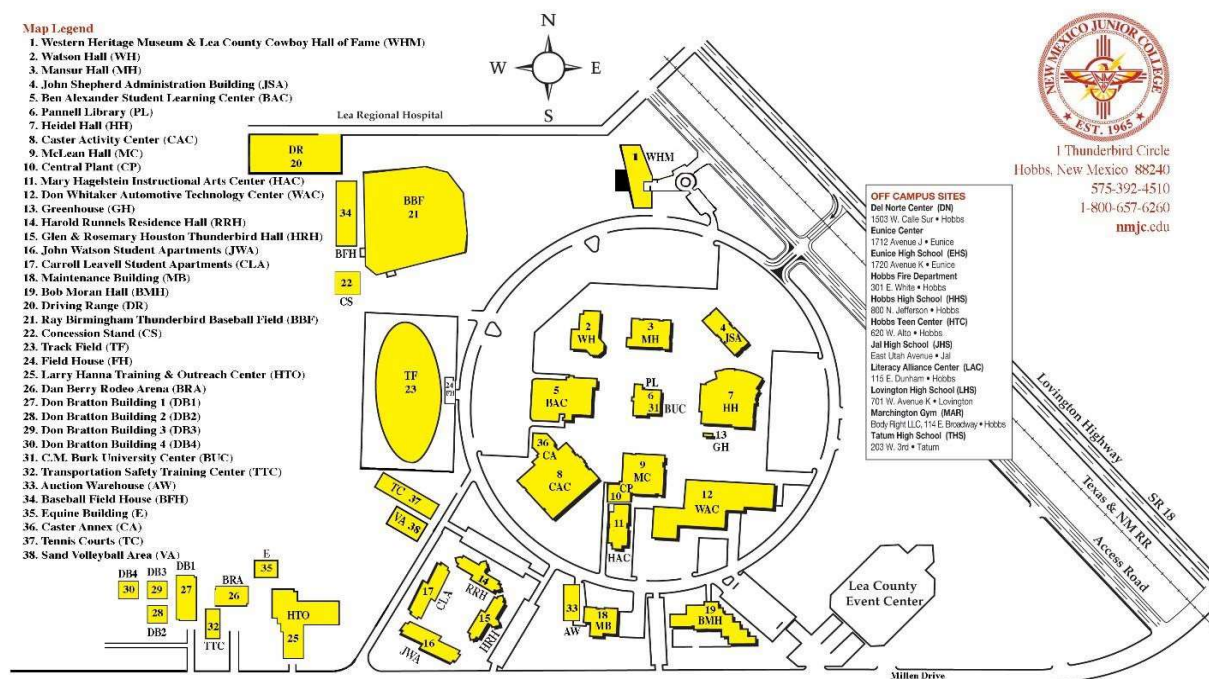 Map Legend
1. Western Heritage Museum & Lea County Cowboy Hall of Fame (WHM)
2. Watson Hall (WH)
3. Mansur Hall (MH)
4. John Shepherd Administration Building (JSA)
5. Ben Alexander Student Learning Center (BAC)
6. Pannell Library (PL)
7. Heidel Hall (HH)
8. Caster Activity Center (CAC)
9. McLean Hall (MC)
10. Central Plant (CP)
11. Mary Hagelstein Instructional Arts Center (HAC)
12. Don Whitaker Automotive Technology Center (WAC)
13. Greenhouse (GH)
14. Harold Runnels Residence Hall (RRH)
15. Glen & Rosemary Houston Thunderbird Hall (HRH)
16. John Watson Student Apartments (JWA)
17. Carroll Leavell Student Apartments (CLA)
18. Maintenance Building (MB)
19. Bob Moran Hall (BMH)
20. Driving Range (DR)
21. Ray Birmingham Thunderbird Baseball Field (BBF)
22. Concession Stand (CS)
23. Track Field (TF)
24. Field House (FH)
25. Larry Hanna Training & Outreach Center (HTO)
26. Dan Berry Rodeo Arena (BRA)
27. Don Bratton Building 1 (DB1)
28. Don Bratton Building 2 (DB2)
29. Don Bratton Building 3 (DB3)
30. Don Bratton Building 4 (DB4)
31. C.M. Burk University Center (BUC)
32. Transportation Safety Training Center (TTC)
33. Auction Warehouse (AW)
34. Baseball Field House (BFH)
35. Equine Building (E)
36. Caster Annex (CA)
37. Tennis Courts (TC)
38. Sand Volleyball Area (VA)
N
W E
S
Lea Regional Hospital
DR
20
34
BFH
BBF
21
22
CS
TF
23
24
FH
TC 37
VA 38
1 WHM
2
WH
3
MH
4
JSA
5
BAC
PL
6
31 BUC
7
HH
13
GH
36
CA
8
CAC
9
MC
CP
10
11
HAC
12
WAC
14
RRH
15
HRH
16
JWA
17
CLA
33
AW
18
MB
19
BMH
E
35
DB4
30
DB3
29
28
DB2
DB1
27
BRA
26
32
TTC
HTO
25
Lea County
Event Center
Millen Drive
Lovington Highway
SR 18
Texas & NM RR
Access Road
NEW MEXICO JUNIOR COLLEGE
EST. 1965
1 Thunderbird Circle
Hobbs, New Mexico 88240
575-392-4510
1-800-657-6260
nmjc.edu
OFF CAMPUS SITES
Del Norte Center (DN)
1503 W. Calle Sur • Hobbs
Eunice Center
1712 Avenue J • Eunice
Eunice High School (EHS)
1720 Avenue K • Eunice
Hobbs Fire Department
301 E. White • Hobbs
Hobbs High School (HHS)
800 N. Jefferson • Hobbs
Hobbs Teen Center (HTC)
620 W. Alto • Hobbs
Jal High School (JHS)
East Utah Avenue • Jal
Literacy Alliance Center (LAC)
115 E. Dunham • Hobbs
Lovington High School (LHS)
701 W. Avenue K • Lovington
Marchington Gym (MAR)
Body Right LLC, 114 E. Broadway • Hobbs
Tatum High School (THS)
203 W. 3rd • Tatum